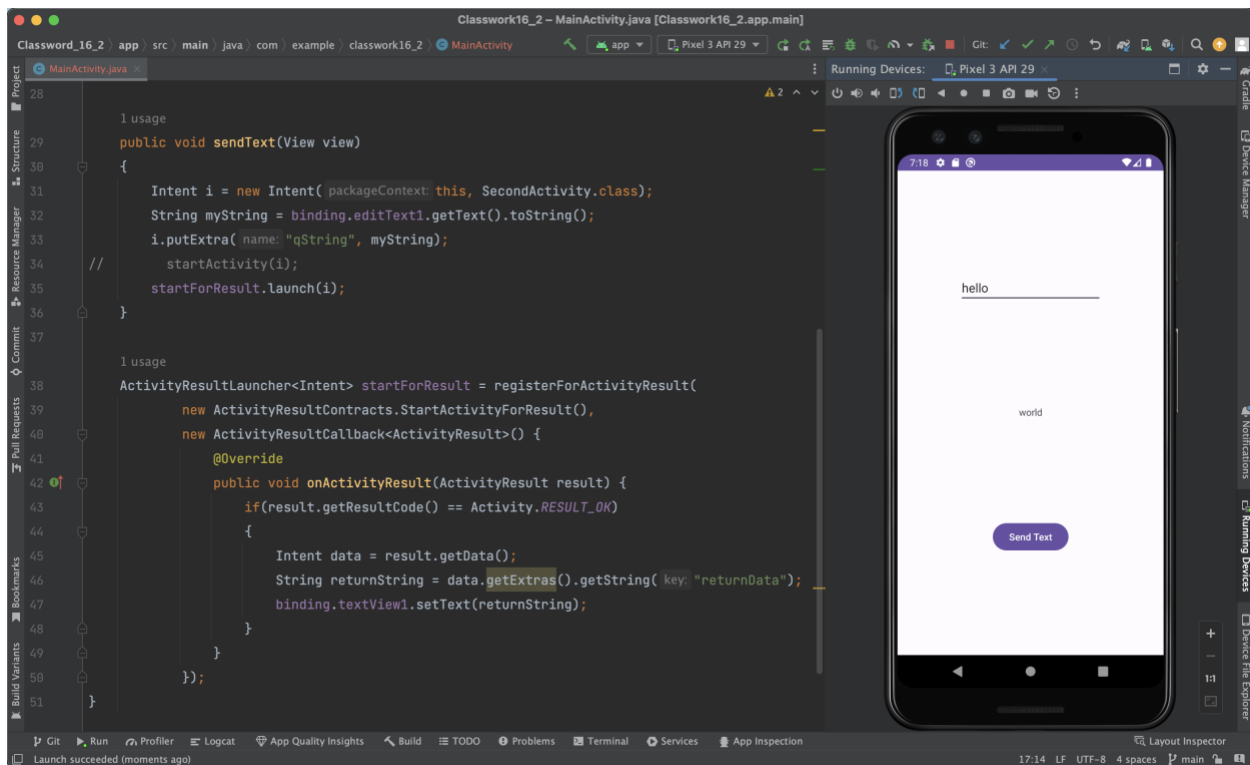 Classwork16_2 – MainActivity.java [Classwork16_2.app.main]
Classword_16_2 app src main java com example classwork16_2 MainActivity app Pixel 3 API 29 Git:
MainActivity.java Running Devices: Pixel 3 API 29
28 2
1 usage
29 public void sendText(View view)
30 {
31 Intent i = new Intent( packageContext: this, SecondActivity.class);
32 String myString = binding.editText1.getText().toString();
33 i.putExtra( name: "qString", myString);
34 // startActivity(i);
35 startForResult.launch(i);
36 }
37
1 usage
38 ActivityResultLauncher<Intent> startForResult = registerForActivityResult(
39 new ActivityResultContracts.StartActivityForResult(),
40 new ActivityResultCallback<ActivityResult>() {
41 @Override
42 public void onActivityResult(ActivityResult result) {
43 if(result.getResultCode() == Activity.RESULT_OK)
44 {
45 Intent data = result.getData();
46 String returnString = data.getExtras().getString( key: "returnData");
47 binding.textView1.setText(returnString);
48 }
49 }
50 });
51 }
7:18
hello
world
Send Text
1:1
Project
Structure
Resource Manager
Commit
Pull Requests
Bookmarks
Build Variants
Gradle
Device Manager
Notifications
Running Devices
Device File Explorer
Git Run Profiler Logcat App Quality Insights Build TODO Problems Terminal Services App Inspection Layout Inspector
Launch succeeded (moments ago) 17:14 LF UTF-8 4 spaces main